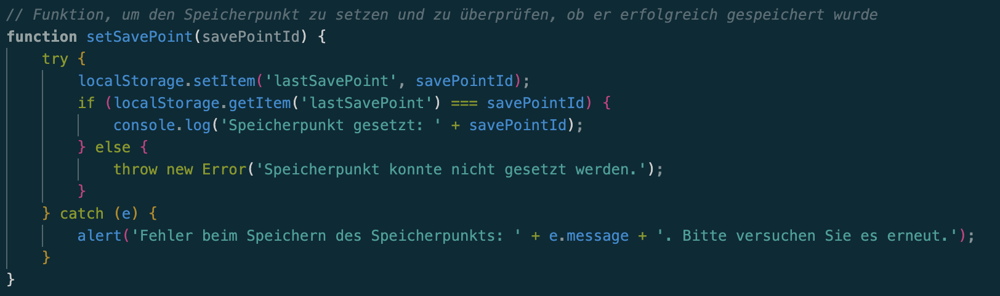 // Funktion, um den Speicherpunkt zu setzen und zu überprüfen, ob er erfolgreich gespeichert wurde
function setSavePoint(savePointId) {
    try {
        localStorage.setItem('lastSavePoint', savePointId);
        if (localStorage.getItem('lastSavePoint') === savePointId) {
            console.log('Speicherpunkt gesetzt: ' + savePointId);
        } else {
            throw new Error('Speicherpunkt konnte nicht gesetzt werden.');
        }
    } catch (e) {
        alert('Fehler beim Speichern des Speicherpunkts: ' + e.message + '. Bitte versuchen Sie es erneut.');
    }
}